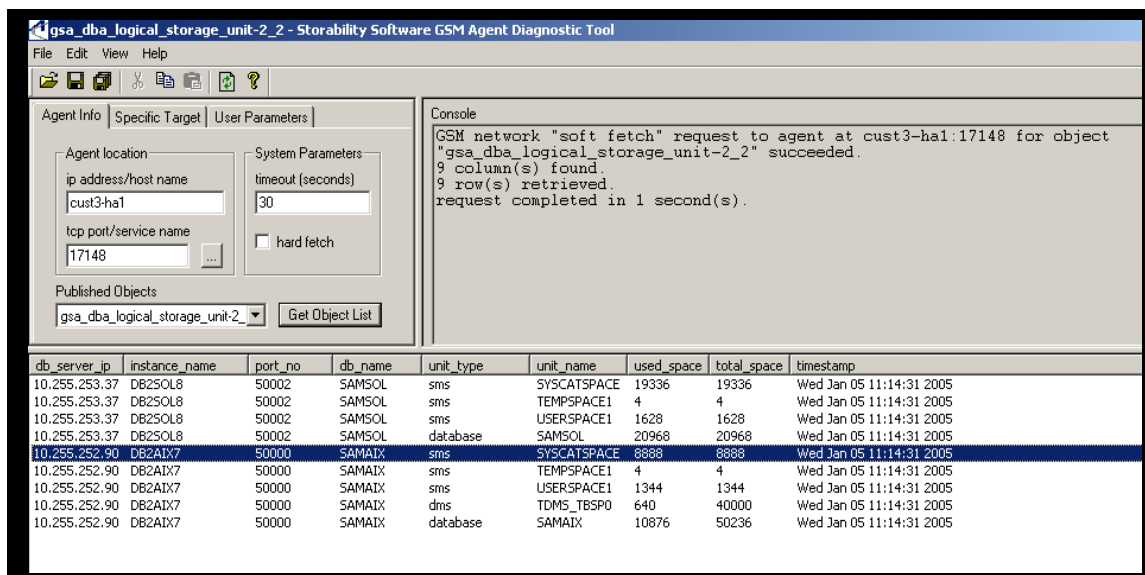 gsa_dba_logical_storage_unit-2_2 - Storability Software GSM Agent Diagnostic Tool
File Edit View Help
Agent Info Specific Target User Parameters
Agent location
ip address/host name
cust3-ha1
tcp port/service name
17148
...
System Parameters
timeout (seconds)
30
hard fetch
Published Objects
gsa_dba_logical_storage_unit-2_
Get Object List
Console
GSM network "soft fetch" request to agent at cust3-ha1:17148 for object
"gsa_dba_logical_storage_unit-2_2" succeeded.
9 column(s) found.
9 row(s) retrieved.
request completed in 1 second(s).
db_server_ip instance_name port_no db_name unit_type unit_name used_space total_space timestamp
10.255.253.37 DB2SOL8 50002 SAMSOL sms SYSCATSPACE 19336 19336 Wed Jan 05 11:14:31 2005
10.255.253.37 DB2SOL8 50002 SAMSOL sms TEMPSPACE1 4 4 Wed Jan 05 11:14:31 2005
10.255.253.37 DB2SOL8 50002 SAMSOL sms USERSPACE1 1628 1628 Wed Jan 05 11:14:31 2005
10.255.253.37 DB2SOL8 50002 SAMSOL database SAMSOL 20968 20968 Wed Jan 05 11:14:31 2005
10.255.252.90 DB2AIX7 50000 SAMAIX sms SYSCATSPACE 8888 8888 Wed Jan 05 11:14:31 2005
10.255.252.90 DB2AIX7 50000 SAMAIX sms TEMPSPACE1 4 4 Wed Jan 05 11:14:31 2005
10.255.252.90 DB2AIX7 50000 SAMAIX sms USERSPACE1 1344 1344 Wed Jan 05 11:14:31 2005
10.255.252.90 DB2AIX7 50000 SAMAIX dms TDMS_TBSP0 640 40000 Wed Jan 05 11:14:31 2005
10.255.252.90 DB2AIX7 50000 SAMAIX database SAMAIX 10876 50236 Wed Jan 05 11:14:31 2005